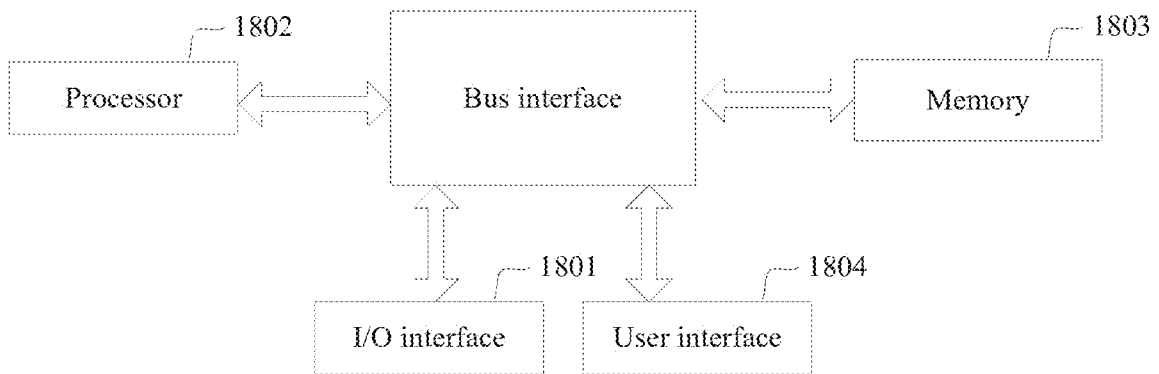 1802
1803
Processor
Bus interface
Memory
1801
1804
I/O interface
User interface